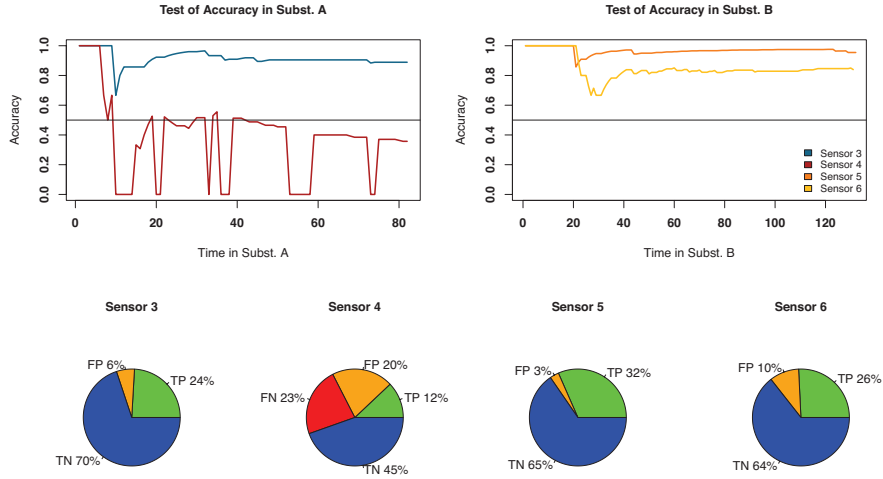 Test of Accuracy in Subst. A
Accuracy
0.0 0.2 0.4 0.6 0.8 1.0
0 20 40 60 80
Time in Subst. A
Test of Accuracy in Subst. B
Accuracy
0.0 0.2 0.4 0.6 0.8 1.0
Sensor 3
Sensor 4
Sensor 5
Sensor 6
0 20 40 60 80 100 120
Time in Subst. B
Sensor 3
FP 6%
TP 24%
TN 70%
Sensor 4
FP 20%
FN 23%
TP 12%
TN 45%
Sensor 5
FP 3%
TP 32%
TN 65%
Sensor 6
FP 10%
TP 26%
TN 64%